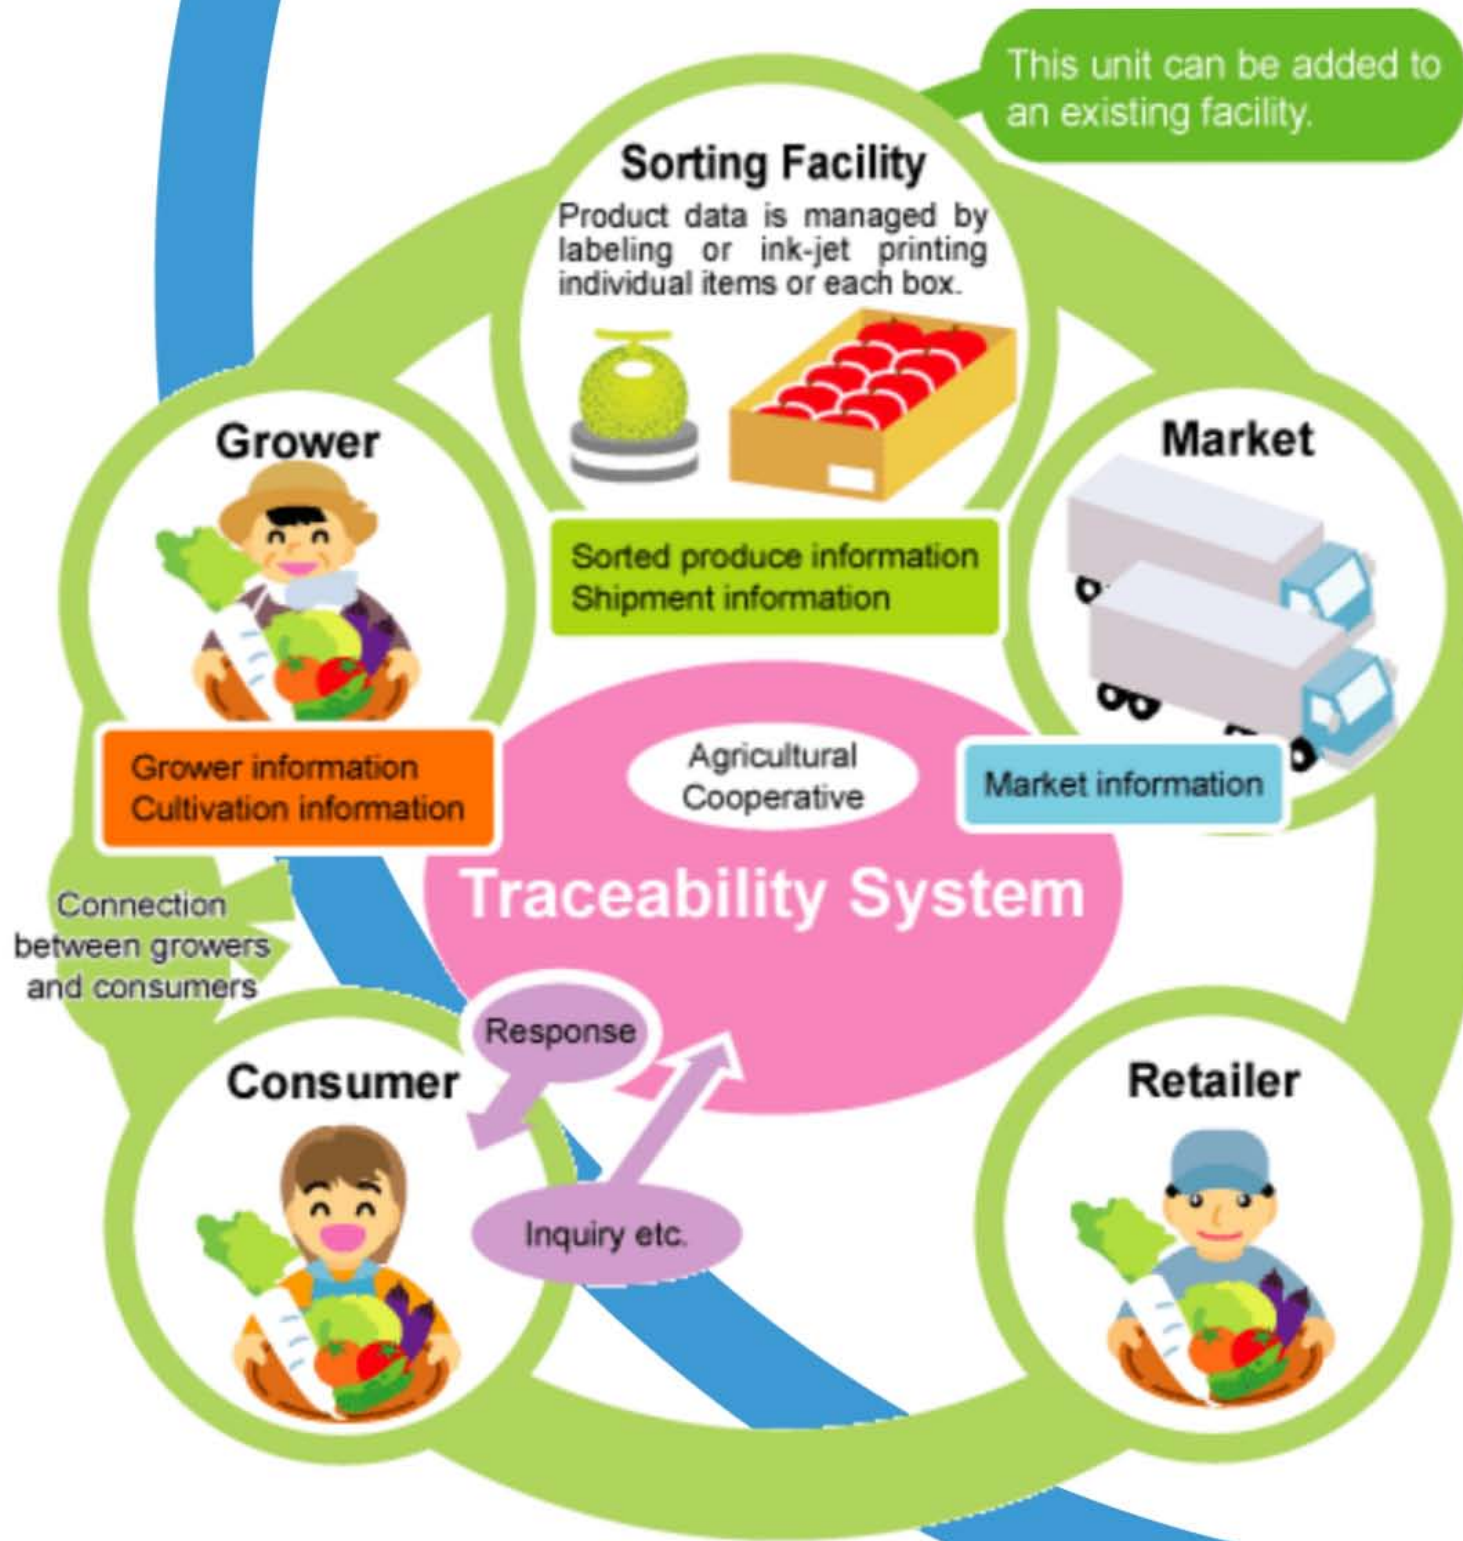 This unit can be added to
an existing facility.
Sorting Facility
Product data is managed by
labeling or ink-jet printing
individual items or each box.
Grower
Market
Sorted produce information
Shipment information
Grower information
Cultivation information
Agricultural
Cooperative
Market information
Traceability System
Connection
between growers
and consumers
Response
Consumer
Retailer
Inquiry etc.